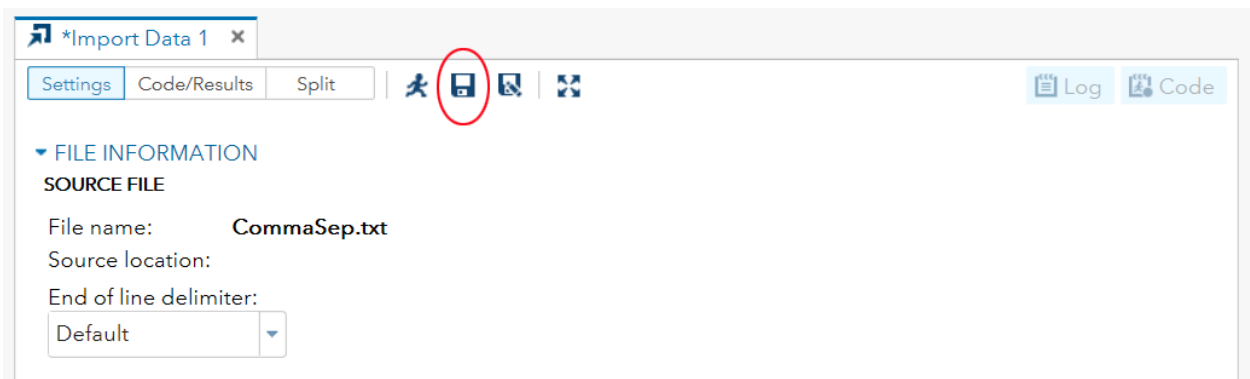 *Import Data 1 ×
Settings Code/Results Split Log Code
FILE INFORMATION
SOURCE FILE
File name: CommaSep.txt
Source location:
End of line delimiter:
Default